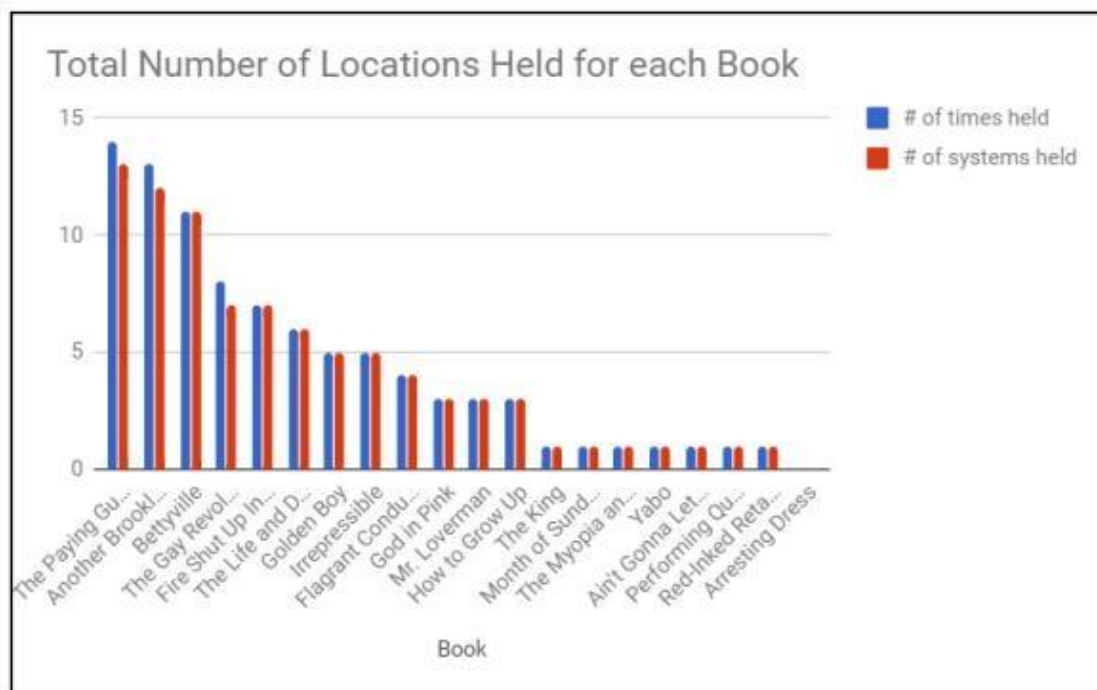 Total Number of Locations Held for each Book
# of times held
# of systems held
15
10
5
0
The Paying Gu...
Another Brookl...
Bettyville
The Gay Revol...
Fire Shut Up In...
The Life and D...
Golden Boy
Irrepressible
Flagrant Condu...
God in Pink
Mr. Loverman
How to Grow Up
The King
Month of Sund...
The Myopia an...
Yabo
Ain't Gonna Let...
Performing Qu...
Red-Inked Reta...
Arresting Dress
Book